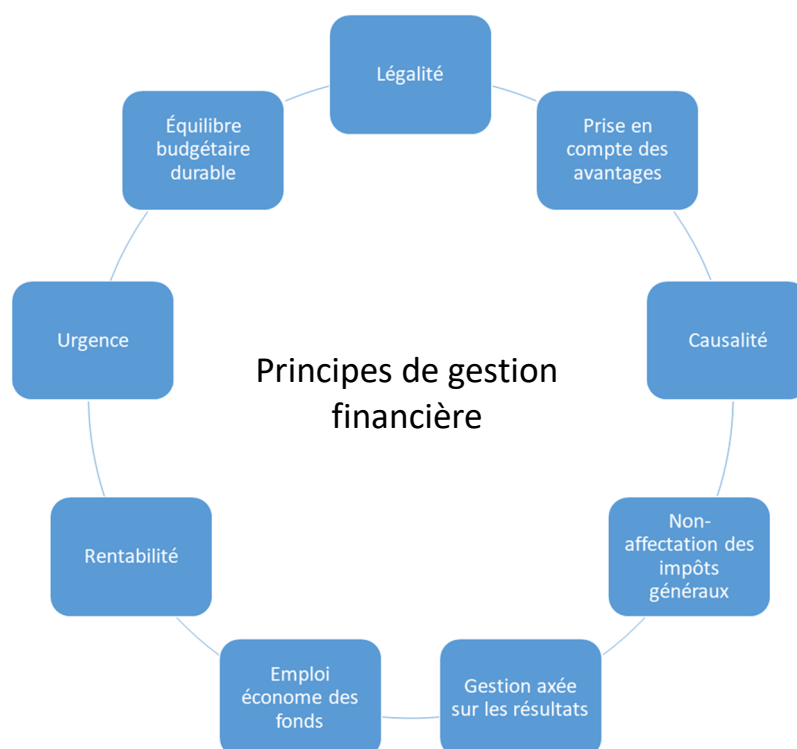 Légalité
Prise en
compte des
avantages
Causalité
Non-
affectation des
impôts
généraux
Gestion axée
sur les résultats
Emploi
économe des
fonds
Rentabilité
Urgence
Équilibre
budgétaire
durable
Principes de gestion
financière